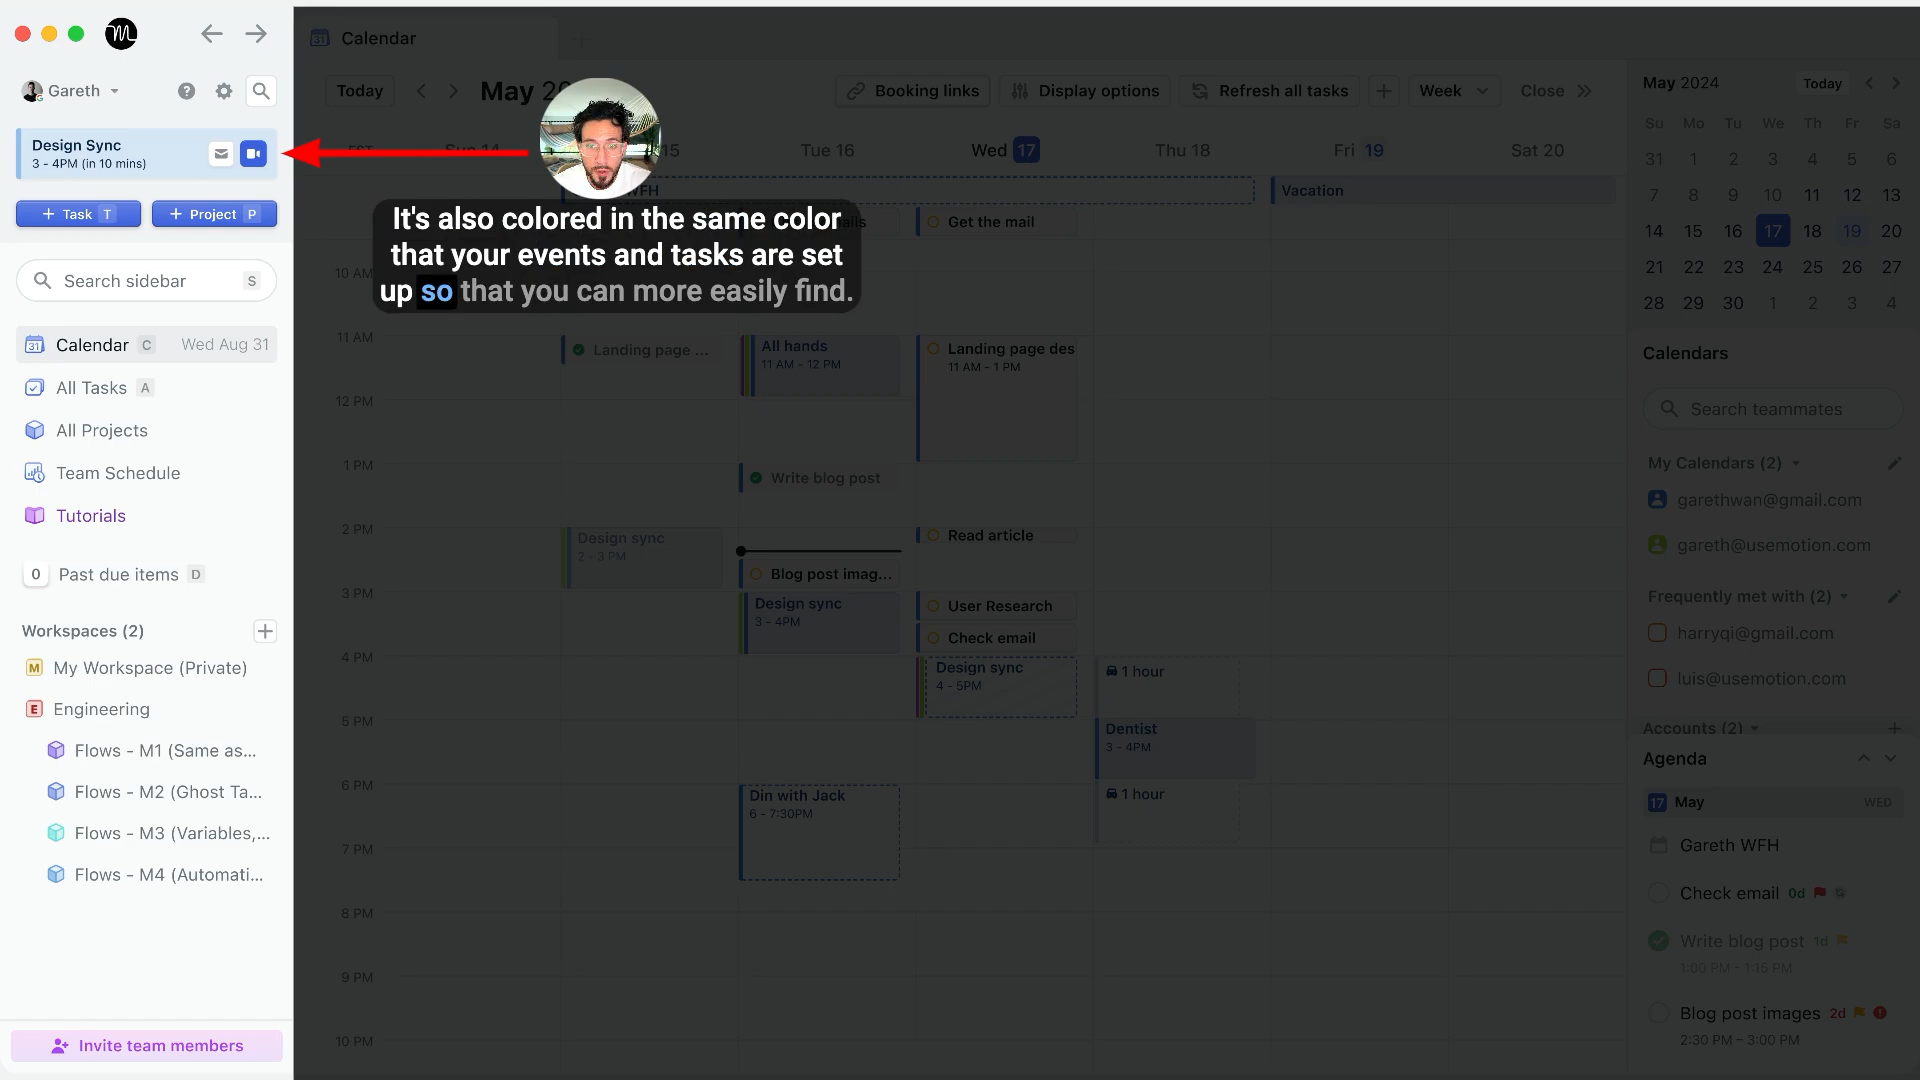 Gareth
Design Sync
3 - 4PM (in 10 mins)
+ Task T
+ Project P
Search sidebar S
Calendar C Wed Aug 31
All Tasks A
All Projects
Team Schedule
Tutorials
0 Past due items D
Workspaces (2)
M My Workspace (Private)
E Engineering
Flows - M1 (Same as...
Flows - M2 (Ghost Ta...
Flows - M3 (Variables,...
Flows - M4 (Automati...
Invite team members
31 Calendar
Today
May 20
Booking links
Display options
Refresh all tasks
Week
Close
EST Sun 14 15 Tue 16 Wed 17 Thu 18 Fri 19 Sat 20
WFH
Vacation
It's also colored in the same color
that your events and tasks are set
up so that you can more easily find.
Get the mail
10 AM
11 AM
12 PM
1 PM
2 PM
3 PM
4 PM
5 PM
6 PM
7 PM
8 PM
9 PM
10 PM
Landing page ...
Design sync
2 - 3 PM
All hands
11 AM - 12 PM
Write blog post
Blog post imag...
Design sync
3 - 4PM
Din with Jack
6 - 7:30PM
Landing page des
11 AM - 1 PM
Read article
User Research
Check email
Design sync
4 - 5PM
1 hour
Dentist
3 - 4PM
1 hour
May 2024 Today
Su Mo Tu We Th Fr Sa
31 1 2 3 4 5 6
7 8 9 10 11 12 13
14 15 16 17 18 19 20
21 22 23 24 25 26 27
28 29 30 1 2 3 4
Calendars
Search teammates
My Calendars (2)
garethwan@gmail.com
gareth@usemotion.com
Frequently met with (2)
harryqi@gmail.com
luis@usemotion.com
Accounts (2)
Agenda
17 May WED
Gareth WFH
Check email 0d
Write blog post 1d
1:00 PM - 1:15 PM
Blog post images 2d
2:30 PM - 3:00 PM